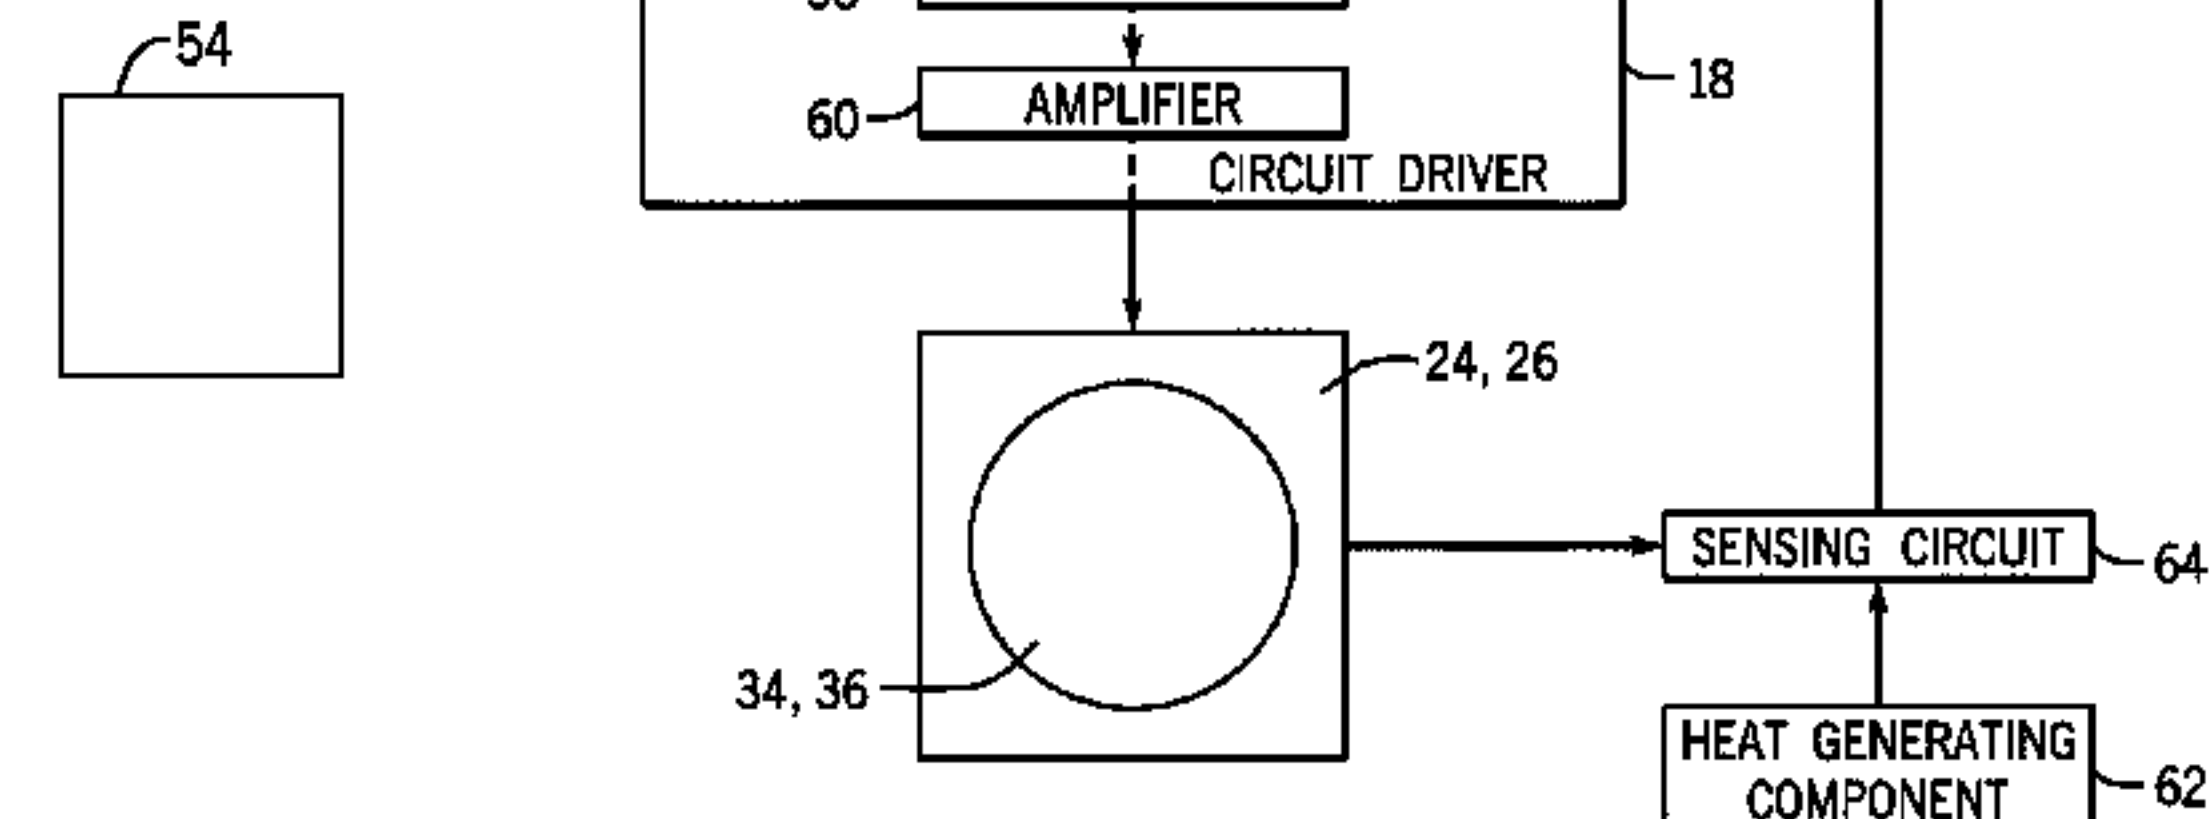 54
60
AMPLIFIER
18
CIRCUIT DRIVER
24, 26
SENSING CIRCUIT
64
34, 36
HEAT GENERATING
COMPONENT
62